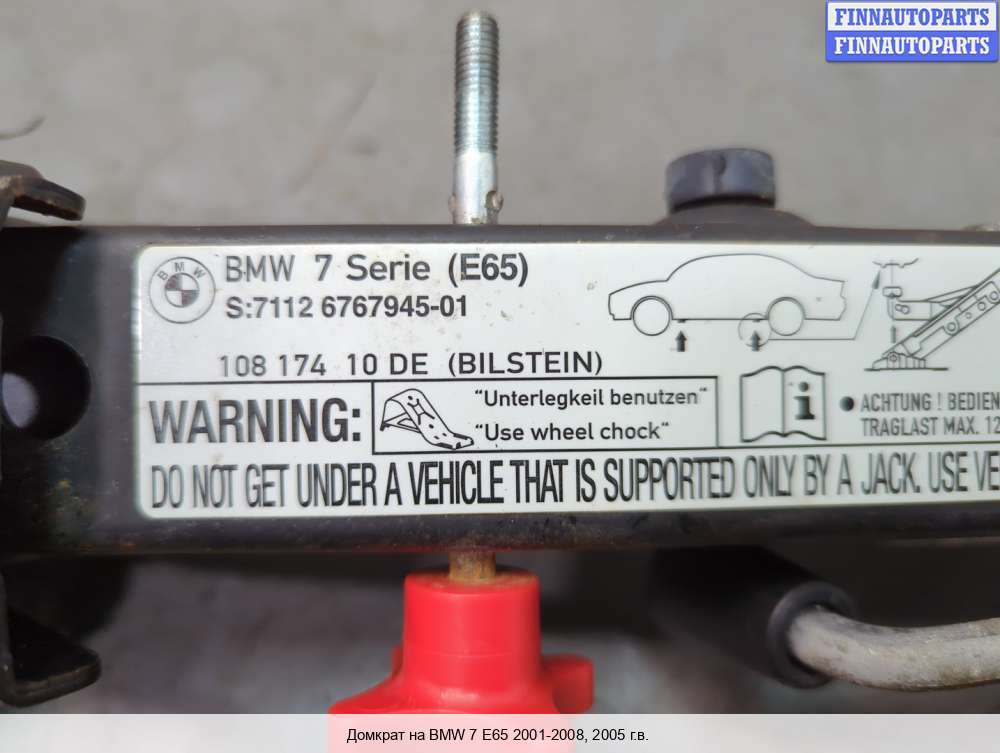 FINNAUTOPARTS
FINNAUTOPARTS
BMW
BMW 7 Serie (E65)
S:7112 6767945-01
108 174 10 DE (BILSTEIN)
WARNING:
"Unterlegkeil benutzen"
"Use wheel chock"
i
● ACHTUNG ! BEDIEN
TRAGLAST MAX. 12
DO NOT GET UNDER A VEHICLE THAT IS SUPPORTED ONLY BY A JACK. USE VE
Домкрат на BMW 7 E65 2001-2008, 2005 г.в.